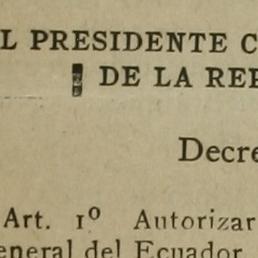 L PRESIDENTE C
DE LA REP
Decre
Art. 1º Autorizar
eneral del Ecuador